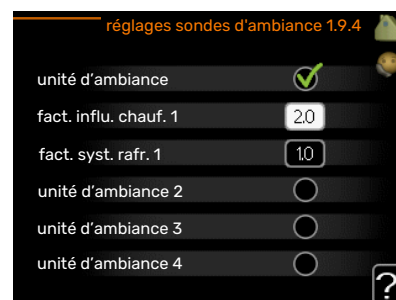 réglages sondes d'ambiance 1.9.4
unité d'ambiance
fact. influ. chauf. 1
2.0
fact. syst. rafr. 1
1.0
unité d'ambiance 2
unité d'ambiance 3
unité d'ambiance 4
?